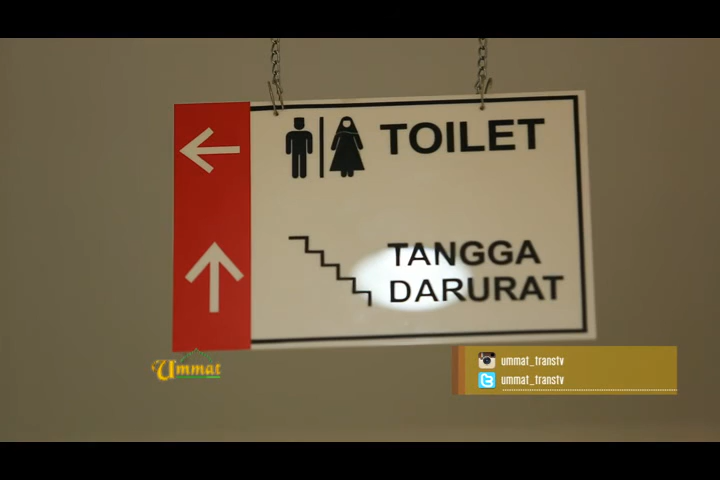 TOILET
TANGGA
DARURAT
Ummat
ummat_transtv
ummat_transtv